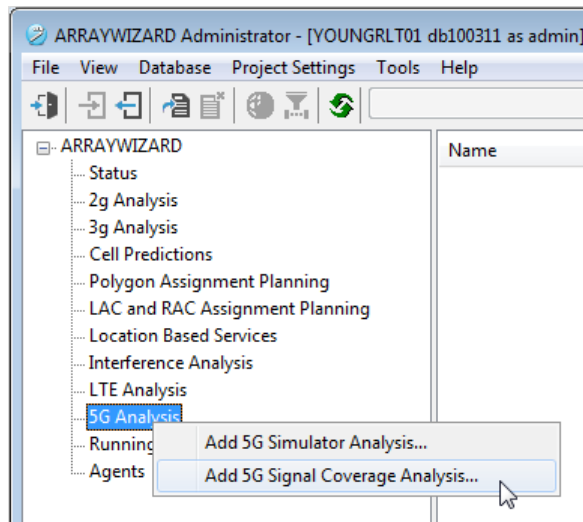 ARRAYWIZARD Administrator - [YOUNGRLT01 db100311 as admin]
File View Database Project Settings Tools Help
ARRAYWIZARD
Name
Status
2g Analysis
3g Analysis
Cell Predictions
Polygon Assignment Planning
LAC and RAC Assignment Planning
Location Based Services
Interference Analysis
LTE Analysis
5G Analysis
Running
Add 5G Simulator Analysis...
Agents
Add 5G Signal Coverage Analysis...